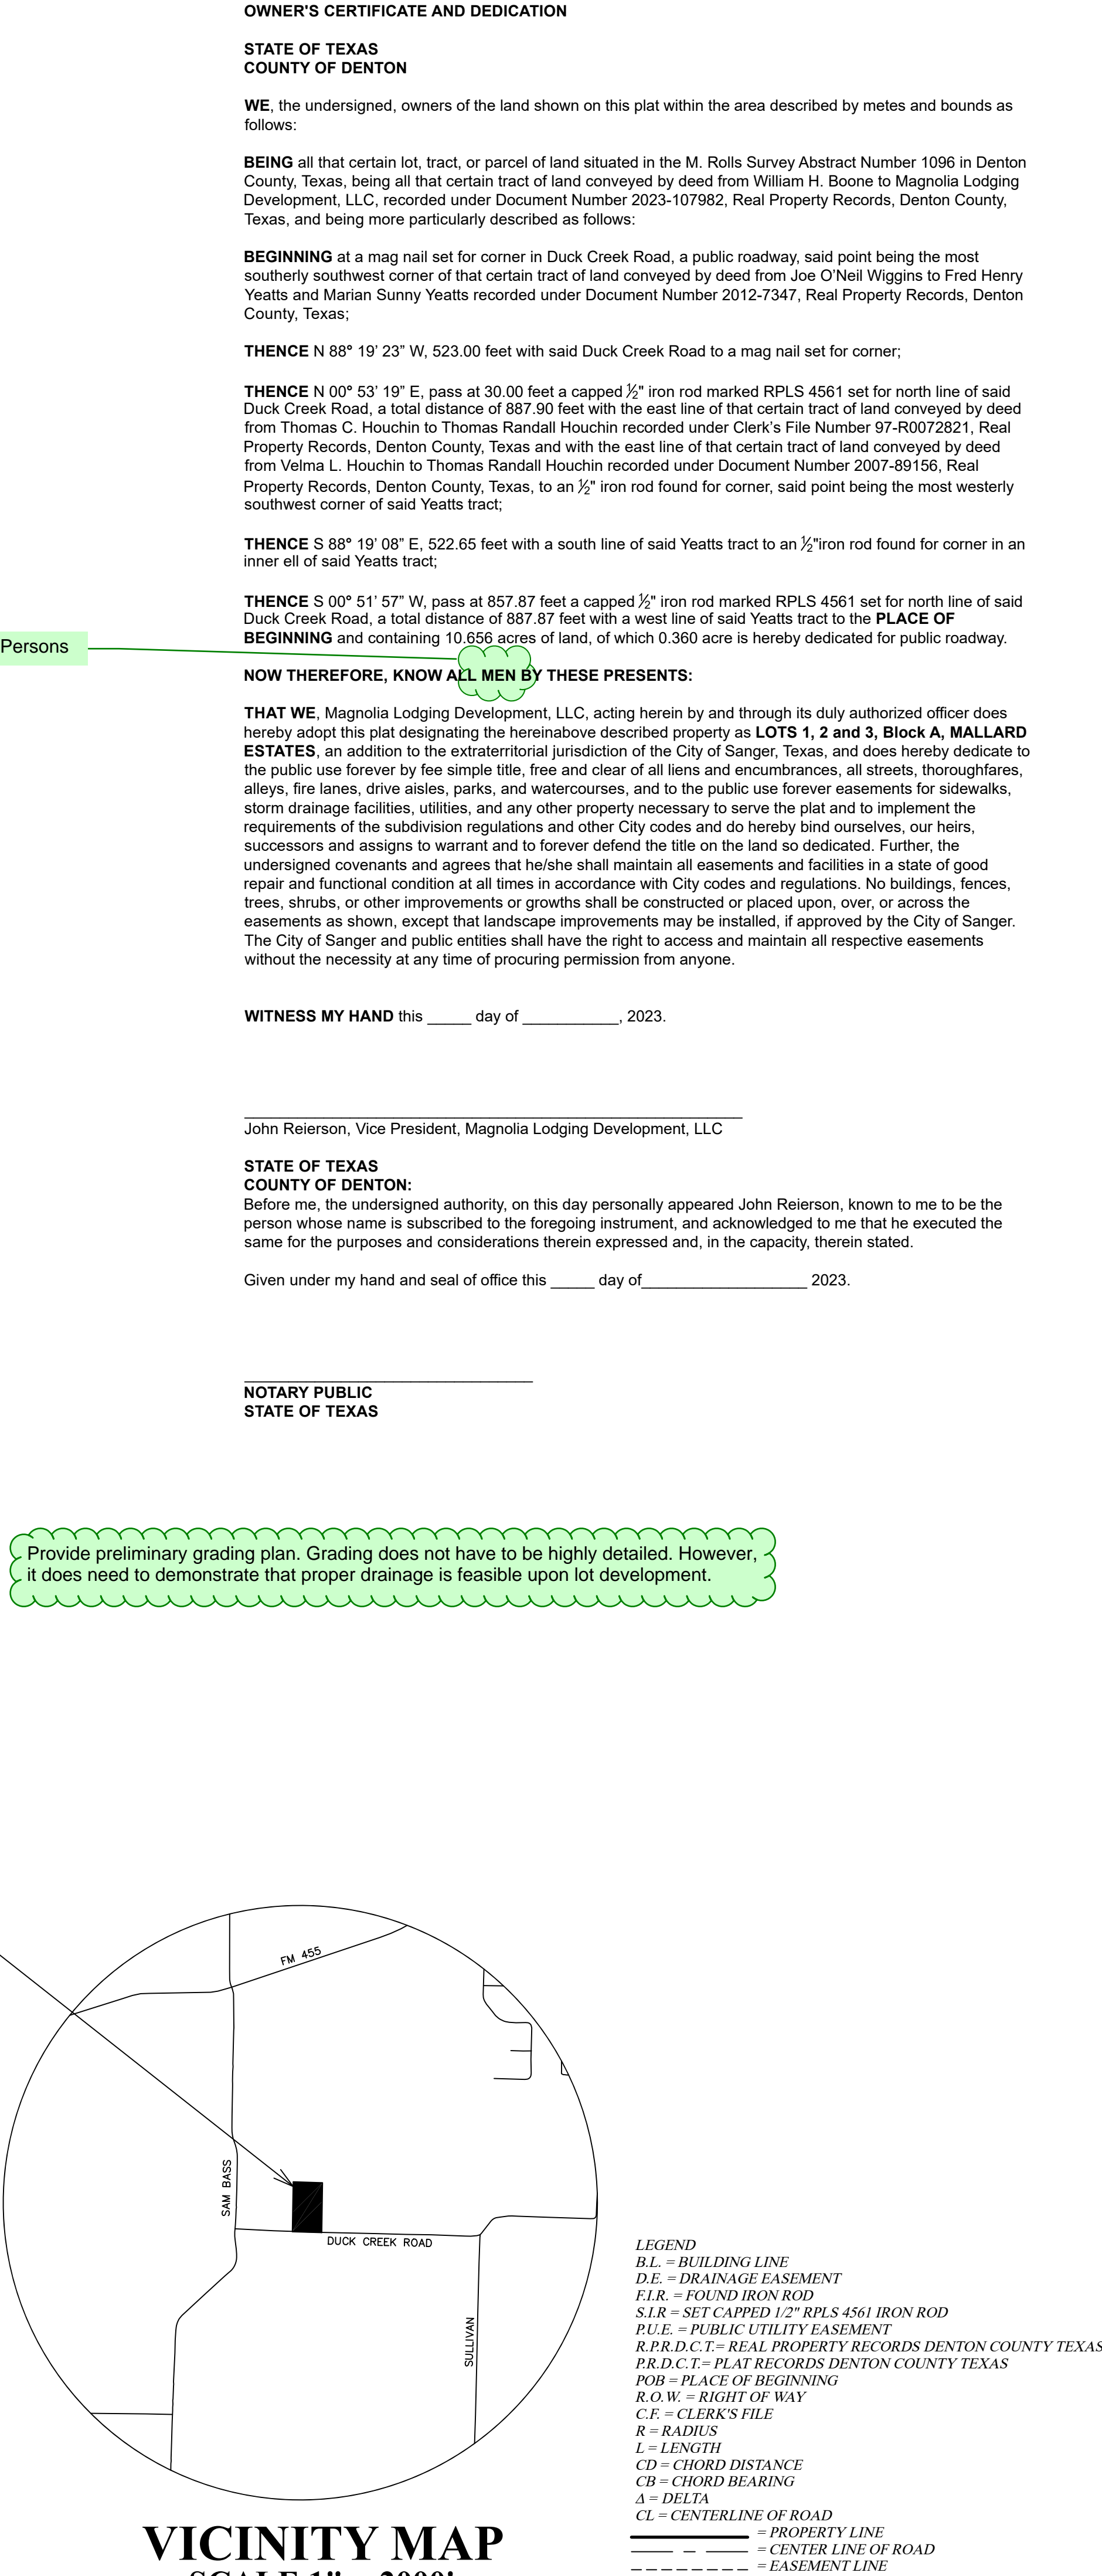 OWNER'S CERTIFICATE AND DEDICATION
STATE OF TEXAS
COUNTY OF DENTON
WE, the undersigned, owners of the land shown on this plat within the area described by metes and bounds as
follows:
BEING all that certain lot, tract, or parcel of land situated in the M. Rolls Survey Abstract Number 1096 in Denton
County, Texas, being all that certain tract of land conveyed by deed from William H. Boone to Magnolia Lodging
Development, LLC, recorded under Document Number 2023-107982, Real Property Records, Denton County,
Texas, and being more particularly described as follows:
BEGINNING at a mag nail set for corner in Duck Creek Road, a public roadway, said point being the most
southerly southwest corner of that certain tract of land conveyed by deed from Joe O'Neil Wiggins to Fred Henry
Yeatts and Marian Sunny Yeatts recorded under Document Number 2012-7347, Real Property Records, Denton
County, Texas;
THENCE N 88° 19' 23” W, 523.00 feet with said Duck Creek Road to a mag nail set for corner;
THENCE N 00° 53' 19” E, pass at 30.00 feet a capped ½" iron rod marked RPLS 4561 set for north line of said
Duck Creek Road, a total distance of 887.90 feet with the east line of that certain tract of land conveyed by deed
from Thomas C. Houchin to Thomas Randall Houchin recorded under Clerk's File Number 97-R0072821, Real
Property Records, Denton County, Texas and with the east line of that certain tract of land conveyed by deed
from Velma L. Houchin to Thomas Randall Houchin recorded under Document Number 2007-89156, Real
Property Records, Denton County, Texas, to an ½" iron rod found for corner, said point being the most westerly
southwest corner of said Yeatts tract;
THENCE S 88° 19' 08” E, 522.65 feet with a south line of said Yeatts tract to an ½"iron rod found for corner in an
inner ell of said Yeatts tract;
THENCE S 00° 51' 57” W, pass at 857.87 feet a capped ½" iron rod marked RPLS 4561 set for north line of said
Duck Creek Road, a total distance of 887.87 feet with a west line of said Yeatts tract to the PLACE OF
BEGINNING and containing 10.656 acres of land, of which 0.360 acre is hereby dedicated for public roadway.
Persons
NOW THEREFORE, KNOW ALL MEN BY THESE PRESENTS:
THAT WE, Magnolia Lodging Development, LLC, acting herein by and through its duly authorized officer does
hereby adopt this plat designating the hereinabove described property as LOTS 1, 2 and 3, Block A, MALLARD
ESTATES, an addition to the extraterritorial jurisdiction of the City of Sanger, Texas, and does hereby dedicate to
the public use forever by fee simple title, free and clear of all liens and encumbrances, all streets, thoroughfares,
alleys, fire lanes, drive aisles, parks, and watercourses, and to the public use forever easements for sidewalks,
storm drainage facilities, utilities, and any other property necessary to serve the plat and to implement the
requirements of the subdivision regulations and other City codes and do hereby bind ourselves, our heirs,
successors and assigns to warrant and to forever defend the title on the land so dedicated. Further, the
undersigned covenants and agrees that he/she shall maintain all easements and facilities in a state of good
repair and functional condition at all times in accordance with City codes and regulations. No buildings, fences,
trees, shrubs, or other improvements or growths shall be constructed or placed upon, over, or across the
easements as shown, except that landscape improvements may be installed, if approved by the City of Sanger.
The City of Sanger and public entities shall have the right to access and maintain all respective easements
without the necessity at any time of procuring permission from anyone.
WITNESS MY HAND this _____ day of ___________, 2023.
John Reierson, Vice President, Magnolia Lodging Development, LLC
STATE OF TEXAS
COUNTY OF DENTON:
Before me, the undersigned authority, on this day personally appeared John Reierson, known to me to be the
person whose name is subscribed to the foregoing instrument, and acknowledged to me that he executed the
same for the purposes and considerations therein expressed and, in the capacity, therein stated.
Given under my hand and seal of office this _____ day of___________________ 2023.
NOTARY PUBLIC
STATE OF TEXAS
Provide preliminary grading plan. Grading does not have to be highly detailed. However,
it does need to demonstrate that proper drainage is feasible upon lot development.
FM 455
SAM BASS
DUCK CREEK ROAD
SULLIVAN
VICINITY MAP
SCALE 1" = 2000'
LEGEND
B.L. = BUILDING LINE
D.E. = DRAINAGE EASEMENT
F.I.R. = FOUND IRON ROD
S.I.R = SET CAPPED 1/2" RPLS 4561 IRON ROD
P.U.E. = PUBLIC UTILITY EASEMENT
R.P.R.D.C.T.= REAL PROPERTY RECORDS DENTON COUNTY TEXAS
P.R.D.C.T.= PLAT RECORDS DENTON COUNTY TEXAS
POB = PLACE OF BEGINNING
R.O.W. = RIGHT OF WAY
C.F. = CLERK'S FILE
R = RADIUS
L = LENGTH
CD = CHORD DISTANCE
CB = CHORD BEARING
Δ = DELTA
CL = CENTERLINE OF ROAD
= PROPERTY LINE
= CENTER LINE OF ROAD
= EASEMENT LINE